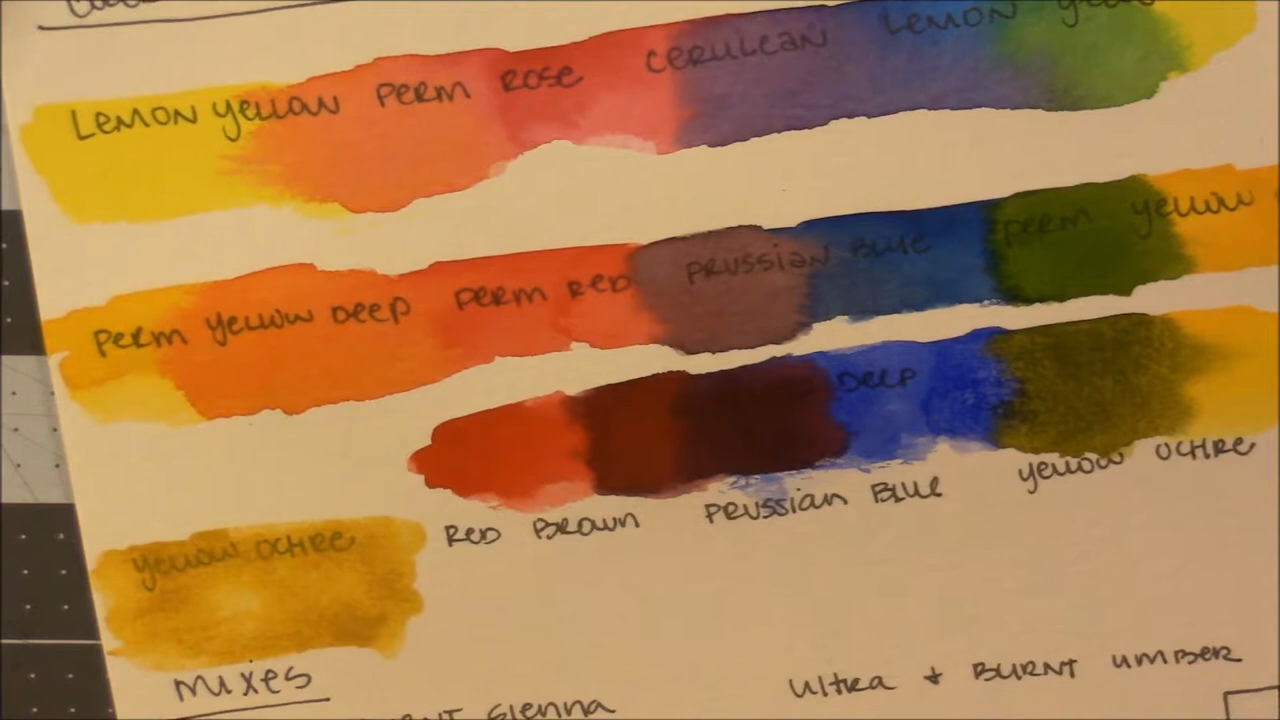 LEMON YELLOW PERM ROSE CERULEAN LEMON
PERM YELLOW DEEP PERM RED PRUSSIAN BLUE PERM YELLOW
DEEP
RED BROWN PRUSSIAN BLUE YELLOW OCHRE
YELLOW OCHRE
MIXES
SIENNA ULTRA + BURNT UMBER